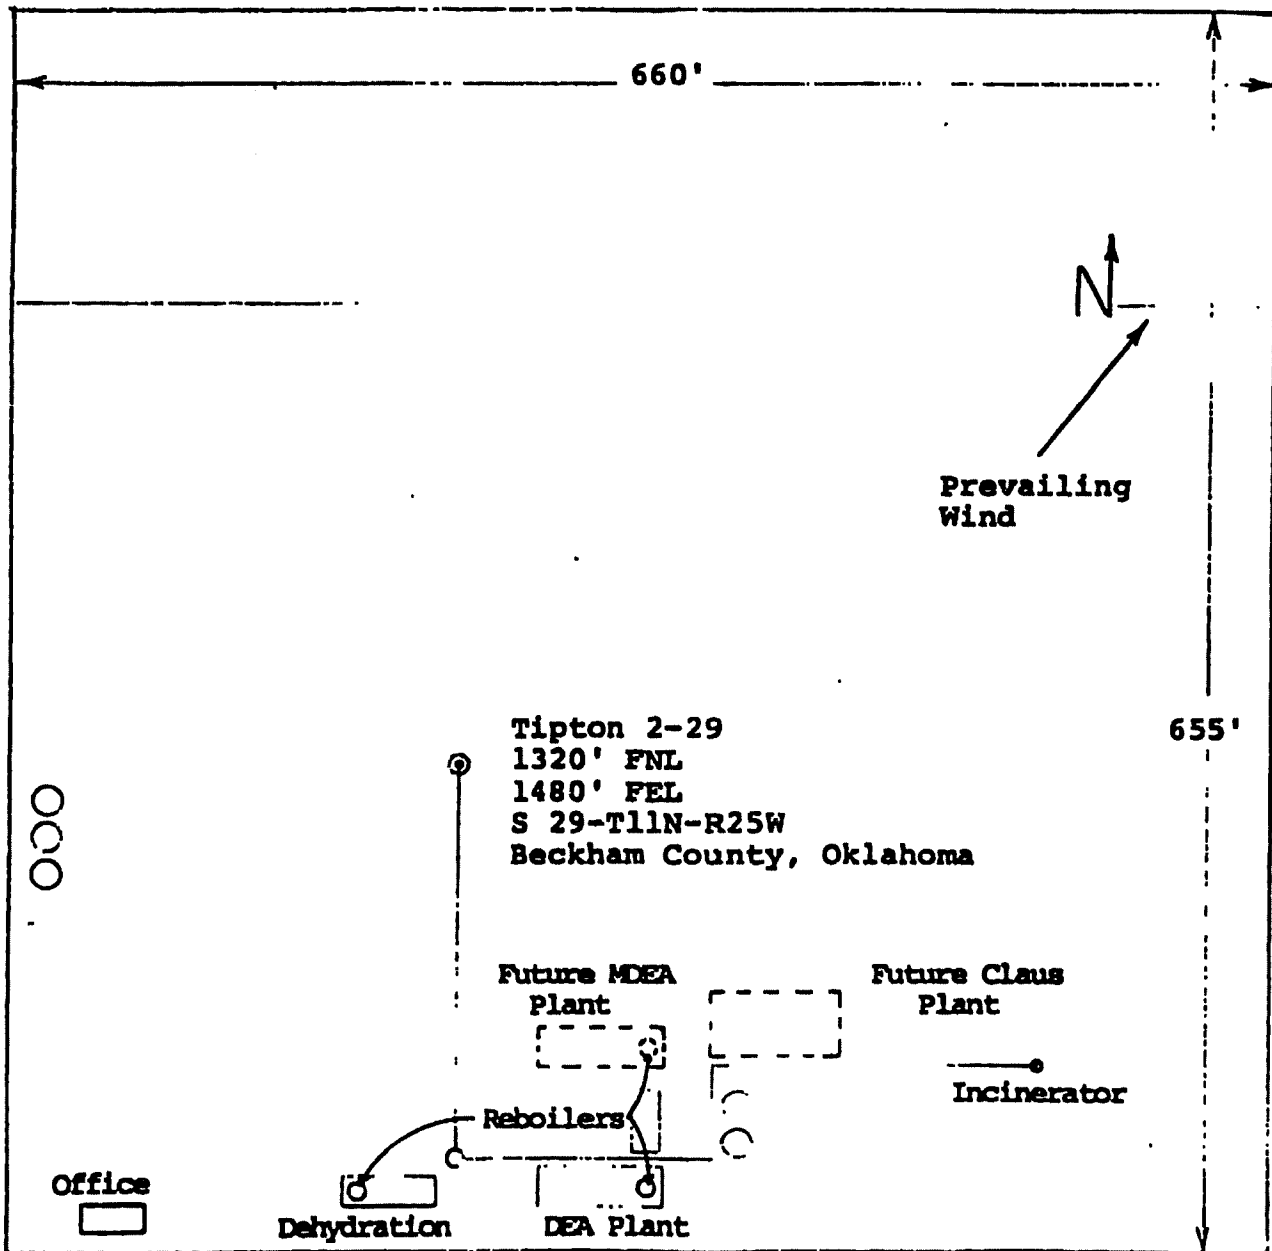 660'
N
Prevailing
Wind
Tipton 2-29
1320' FNL
1480' FEL
S 29-T11N-R25W
Beckham County, Oklahoma
655'
Future MDEA
Plant
Future Claus
Plant
Incinerator
Reboilers
Office
Dehydration
DEA Plant